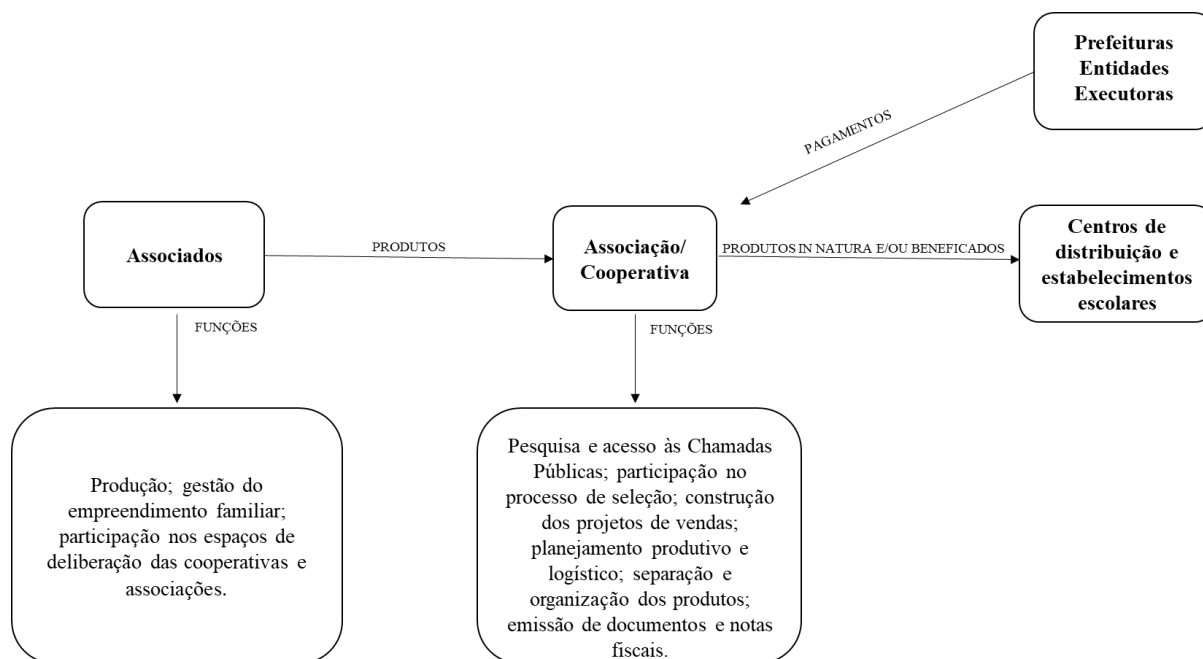 Prefeituras
Entidades
Executoras
PAGAMENTOS
Associados
PRODUTOS
Associação/
Cooperativa
PRODUTOS IN NATURA E/OU BENEFICADOS
Centros de
distribuição e
estabelecimentos
escolares
FUNÇÕES
FUNÇÕES
Produção; gestão do
empreendimento familiar;
participação nos espaços de
deliberação das cooperativas e
associações.
Pesquisa e acesso às Chamadas
Públicas; participação no
processo de seleção; construção
dos projetos de vendas;
planejamento produtivo e
logístico; separação e
organização dos produtos;
emissão de documentos e notas
fiscais.